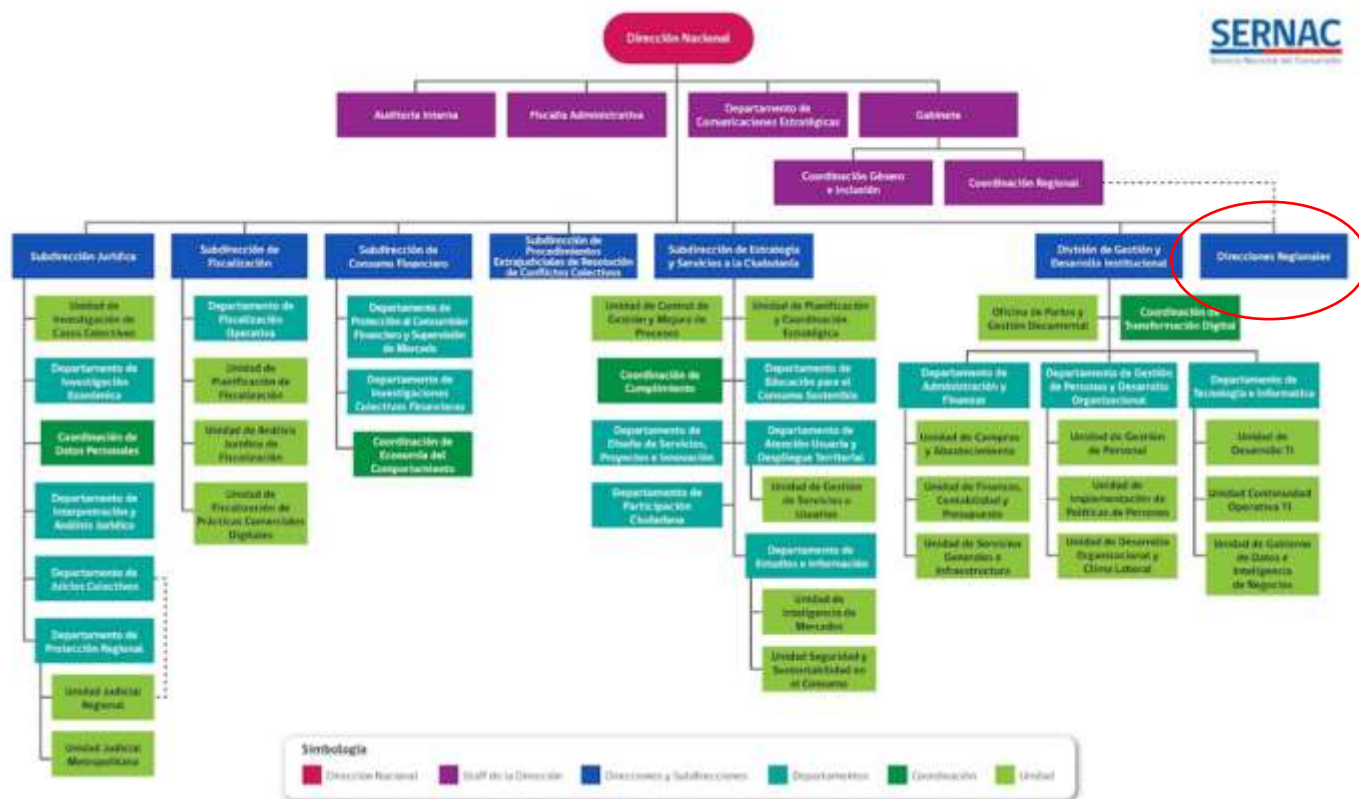 Dirección Nacional
SERNAC
Servicio Nacional del Consumidor
Auditoría Interna
Fiscalía Administrativa
Departamento de
Comunicaciones Estratégicas
Gabinete
Coordinación Género
e Inclusión
Coordinación Regional
Subdirección Jurídica
Subdirección de
Fiscalización
Subdirección de
Consumo Financiero
Subdirección de
Procedimientos
Extrajudiciales de Resolución
de Conflictos Colectivos
Subdirección de Estrategia
y Servicios a la Ciudadanía
División de Gestión y
Desarrollo Institucional
Direcciones Regionales
Unidad de
Investigación de
Casos Colectivos
Departamento de
Investigación
Económica
Coordinación de
Datos Personales
Departamento de
Interpretación y
Análisis Jurídico
Departamento de
Juicios Colectivos
Departamento de
Protección Regional
Unidad Judicial
Regional
Unidad Judicial
Metropolitana
Departamento de
Fiscalización
Operativa
Unidad de
Planificación de
Fiscalización
Unidad de Análisis
Jurídico de
Fiscalización
Unidad de
Fiscalización de
Prácticas Comerciales
Digitales
Departamento de
Protección al Consumidor
Financiero y Supervisión
de Mercado
Departamento de
Investigaciones
Colectivas Financieras
Coordinación de
Economía del
Comportamiento
Unidad de Control de
Gestión y Mejora de
Procesos
Coordinación de
Cumplimiento
Departamento de
Diseño de Servicios,
Proyectos e Innovación
Departamento de
Participación
Ciudadana
Unidad de Planificación
y Coordinación
Estratégica
Departamento de
Educación para el
Consumo Sostenible
Departamento de
Atención Usuaria y
Despliegue Territorial
Unidad de Gestión
de Servicios a
Usuarios
Departamento de
Estudios e Información
Unidad de
Inteligencia de
Mercados
Unidad Seguridad y
Sustentabilidad en
el Consumo
Oficina de Partes y
Gestión Documental
Coordinación de
Transformación Digital
Departamento de
Administración y
Finanzas
Unidad de Compras
y Abastecimiento
Unidad de Finanzas,
Contabilidad y
Presupuesto
Unidad de Servicios
Generales e
Infraestructura
Departamento de Gestión
de Personas y Desarrollo
Organizacional
Unidad de Gestión
de Personal
Unidad de
Implementación de
Políticas de Personas
Unidad de Desarrollo
Organizacional y
Clima Laboral
Departamento de
Tecnología e Informática
Unidad de
Desarrollo TI
Unidad Continuidad
Operativa TI
Unidad de Gobierno
de Datos e
Inteligencia
de Negocios
Simbología
Dirección Nacional
Staff de la Dirección
Direcciones y Subdirecciones
Departamentos
Coordinación
Unidad